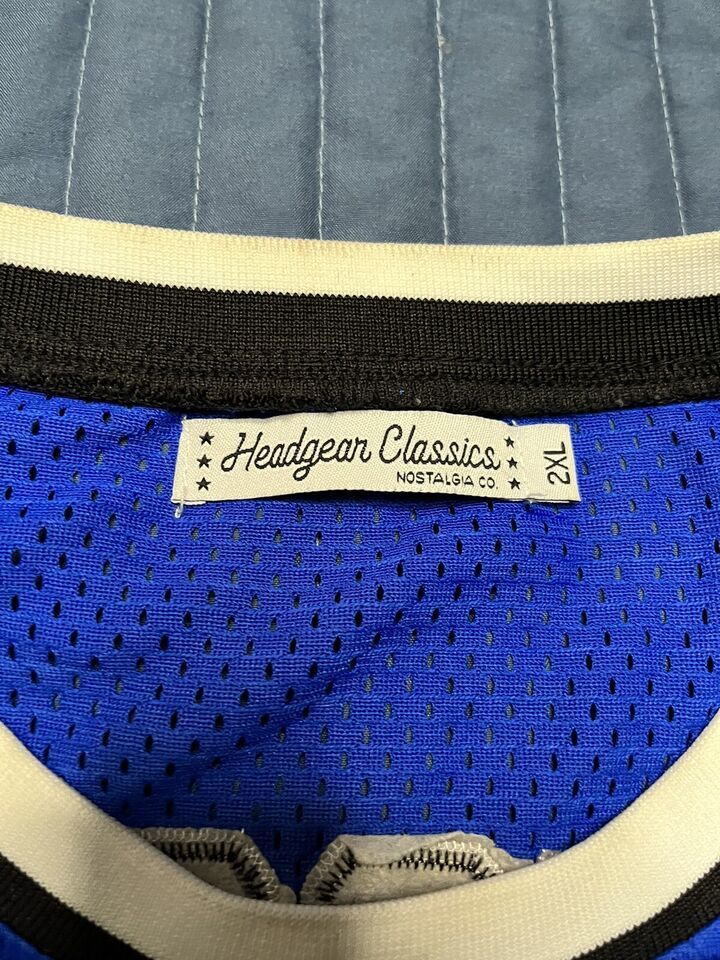 Headgear Classics
NOSTALGIA CO.
2XL